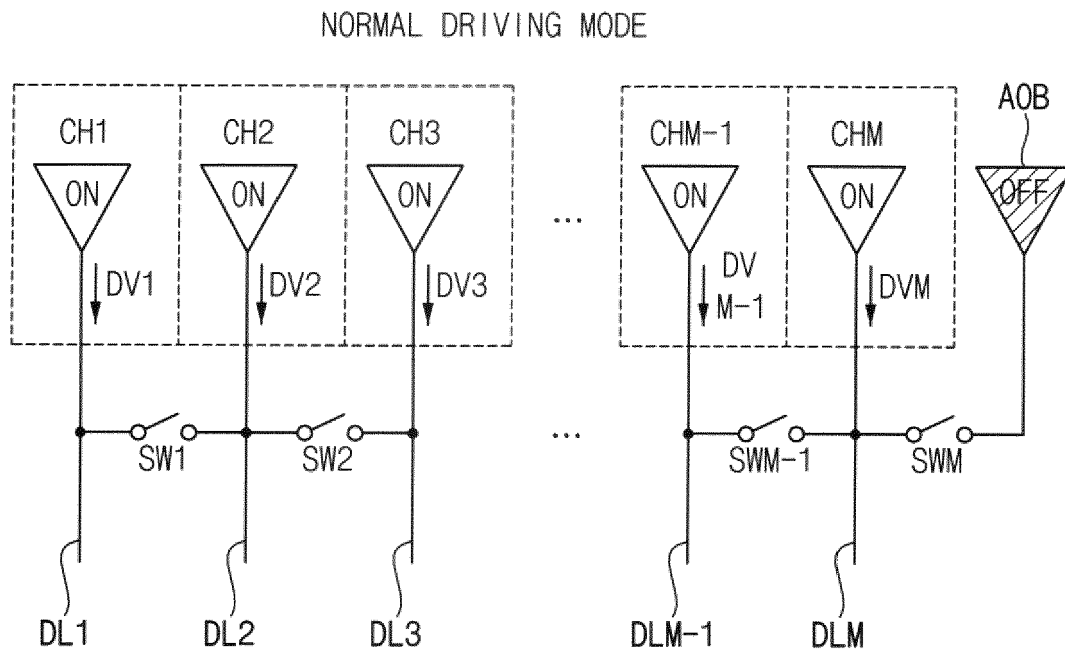 NORMAL DRIVING MODE
CH1 CH2 CH3 CHM-1 CHM AOB
ON ON ON ... ON ON OFF
DV1 DV2 DV3 DV M-1 DVM
...
SW1 SW2 SWM-1 SWM
DL1 DL2 DL3 DLM-1 DLM